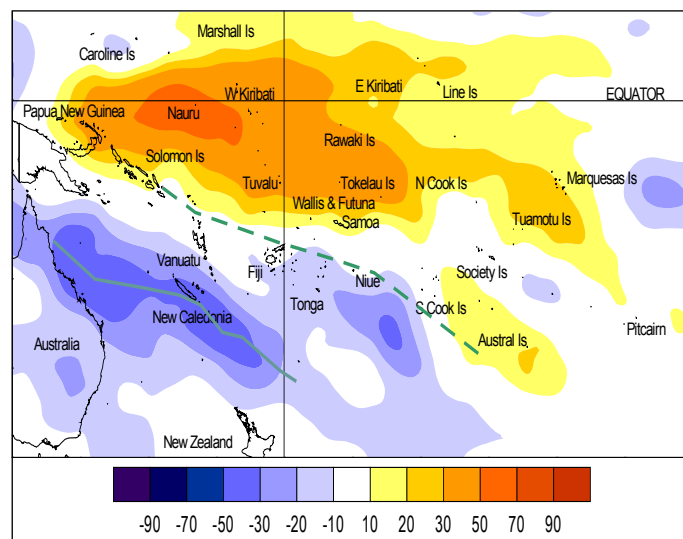 Marshall Is
Caroline Is
W Kiribati
E Kiribati
Line Is
EQUATOR
Papua New Guinea
Nauru
Rawaki Is
Solomon Is
Tuvalu
Tokelau Is
N Cook Is
Marquesas Is
Wallis & Futuna
Samoa
Tuamotu Is
Vanuatu
Fiji
Niue
Society Is
Tonga
New Caledonia
S Cook Is
Pitcairn
Australia
Austral Is
New Zealand
-90 -70 -50 -30 -20 -10 10 20 30 50 70 90